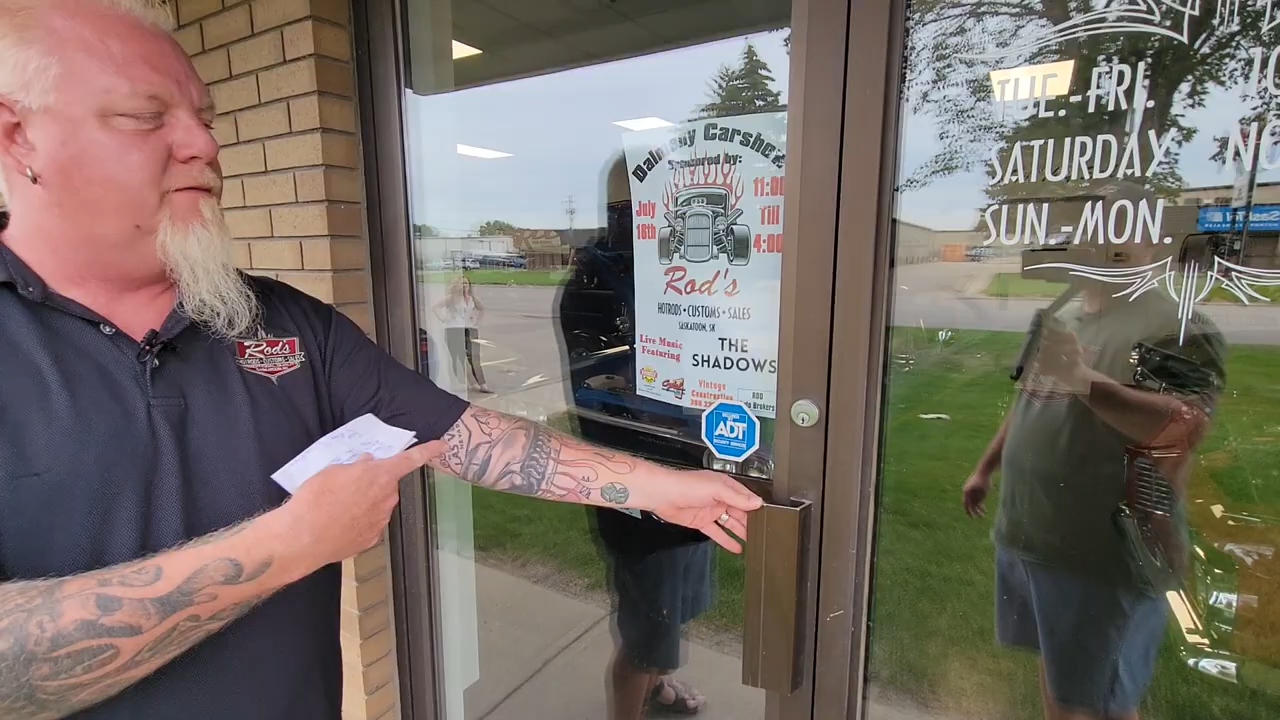 Dalmeny Carshow
Sponsored by:
July
16th
11:00
Till
4:00
Rod's
HOTRODS • CUSTOMS • SALES
SASKATOON, SK
Live Music
Featuring
THE
SHADOWS
Vintage
Construction
ADT
Rod's
TUE.-FRI.
SATURDAY
SUN.-MON.